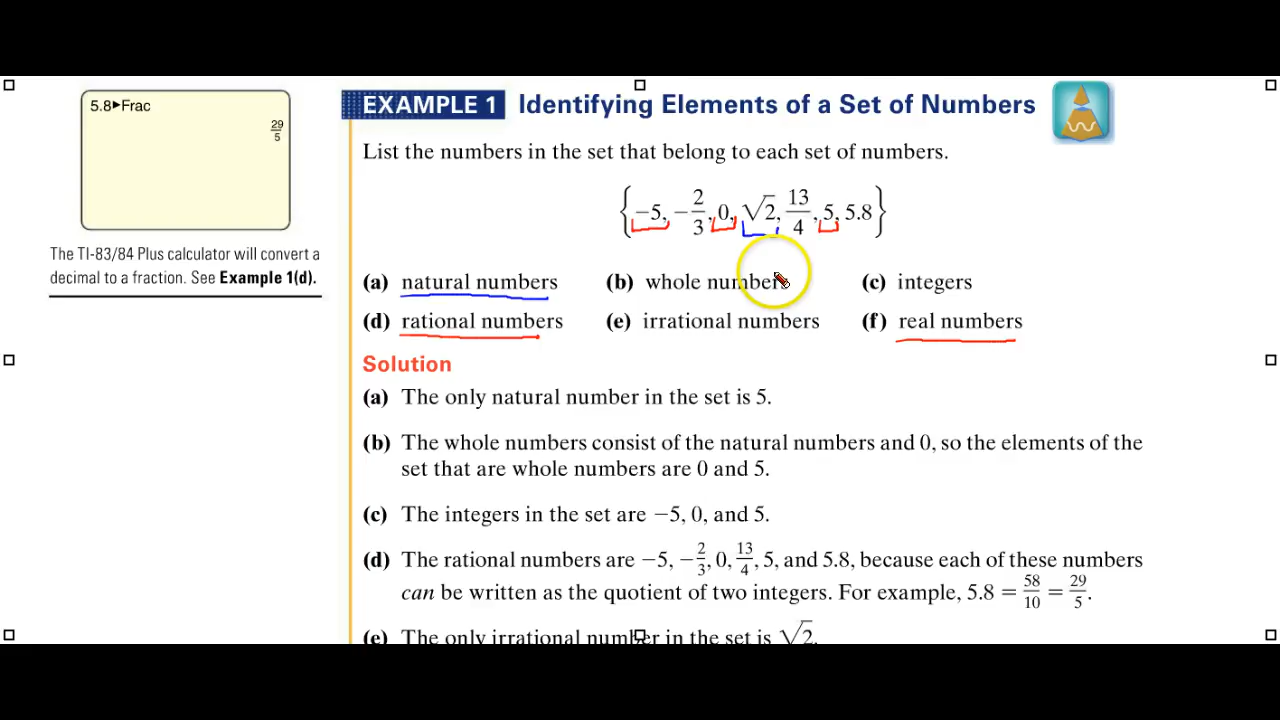 5.8►Frac
29/5
The TI-83/84 Plus calculator will convert a
decimal to a fraction. See Example 1(d).
EXAMPLE 1 Identifying Elements of a Set of Numbers
List the numbers in the set that belong to each set of numbers.
{−5, −2/3, 0, √2, 13/4, 5, 5.8}
(a) natural numbers (b) whole numbers (c) integers
(d) rational numbers (e) irrational numbers (f) real numbers
Solution
(a) The only natural number in the set is 5.
(b) The whole numbers consist of the natural numbers and 0, so the elements of the
set that are whole numbers are 0 and 5.
(c) The integers in the set are −5, 0, and 5.
(d) The rational numbers are −5, −2/3, 0, 13/4, 5, and 5.8, because each of these numbers
can be written as the quotient of two integers. For example, 5.8 = 58/10 = 29/5.
(e) The only irrational number in the set is √2.